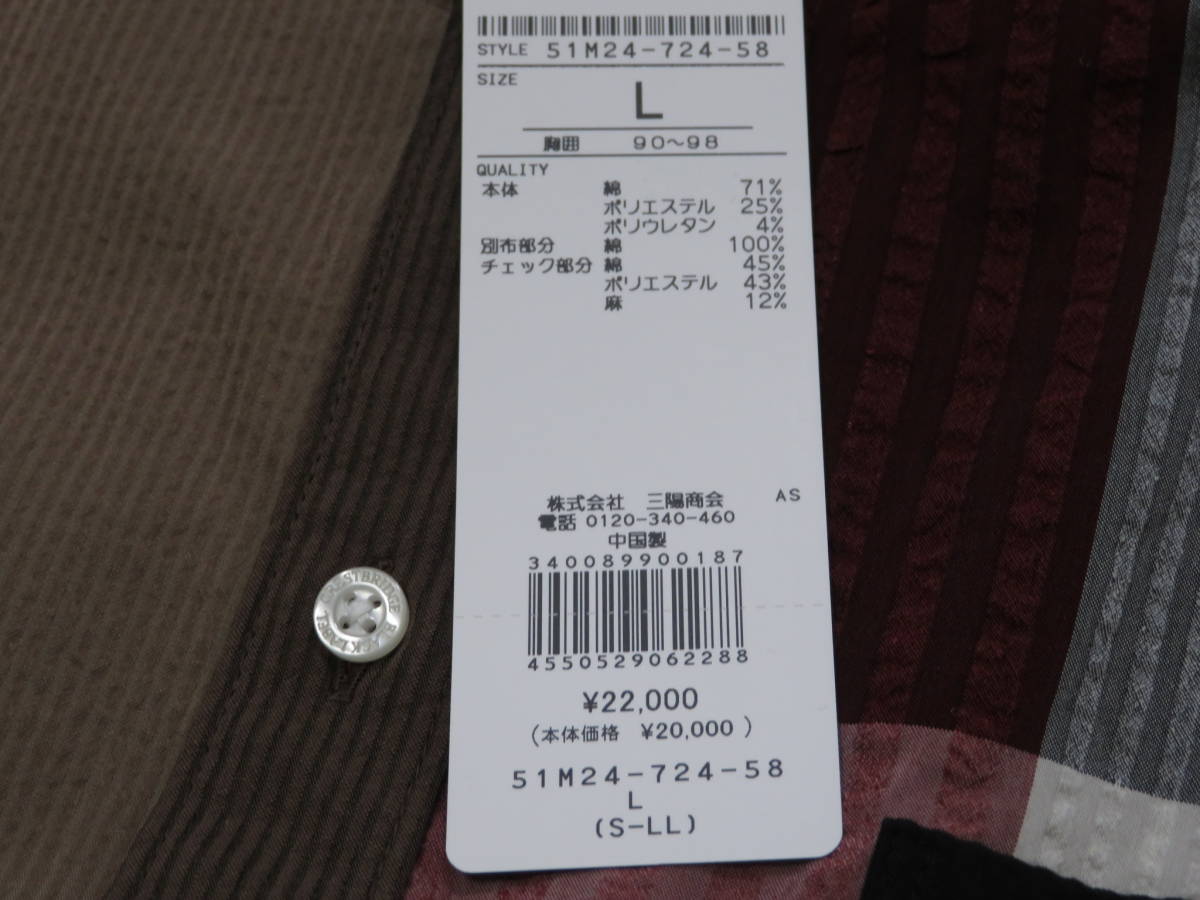 STYLE 51M24-724-58
SIZE
L
胸囲 90～98
QUALITY
本体 綿 71%
ポリエステル 25%
ポリウレタン 4%
別布部分 綿 100%
チェック部分 綿 45%
ポリエステル 43%
麻 12%
株式会社 三陽商会 AS
電話 0120-340-460
中国製
340089900187
4550529062288
¥22,000
(本体価格 ¥20,000 )
51M24-724-58
L
(S-LL)
CRESTBRIDGE
BLACK LABEL